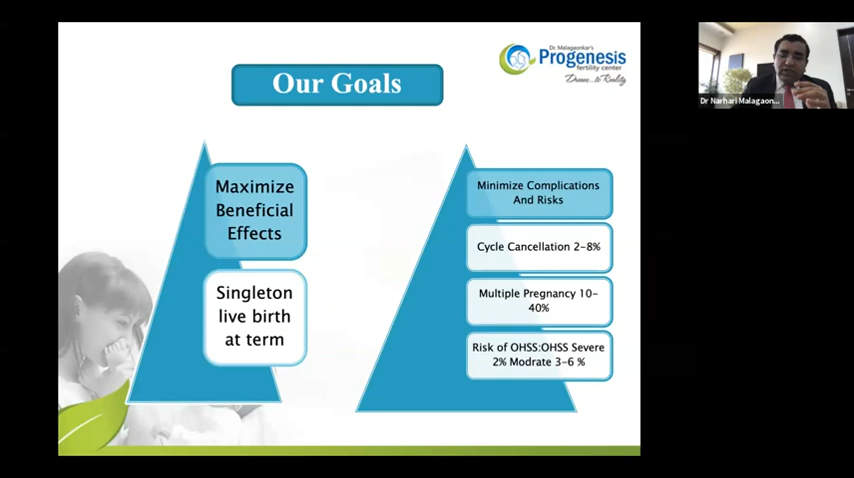 Our Goals
Dr. Malagaonkar's
Progenesis
fertility center
Dreams...to Reality
Dr Narhari Malagaon...
Maximize
Beneficial
Effects
Singleton
live birth
at term
Minimize Complications
And Risks
Cycle Cancellation 2-8%
Multiple Pregnancy 10-
40%
Risk of OHSS:OHSS Severe
2% Modrate 3-6 %